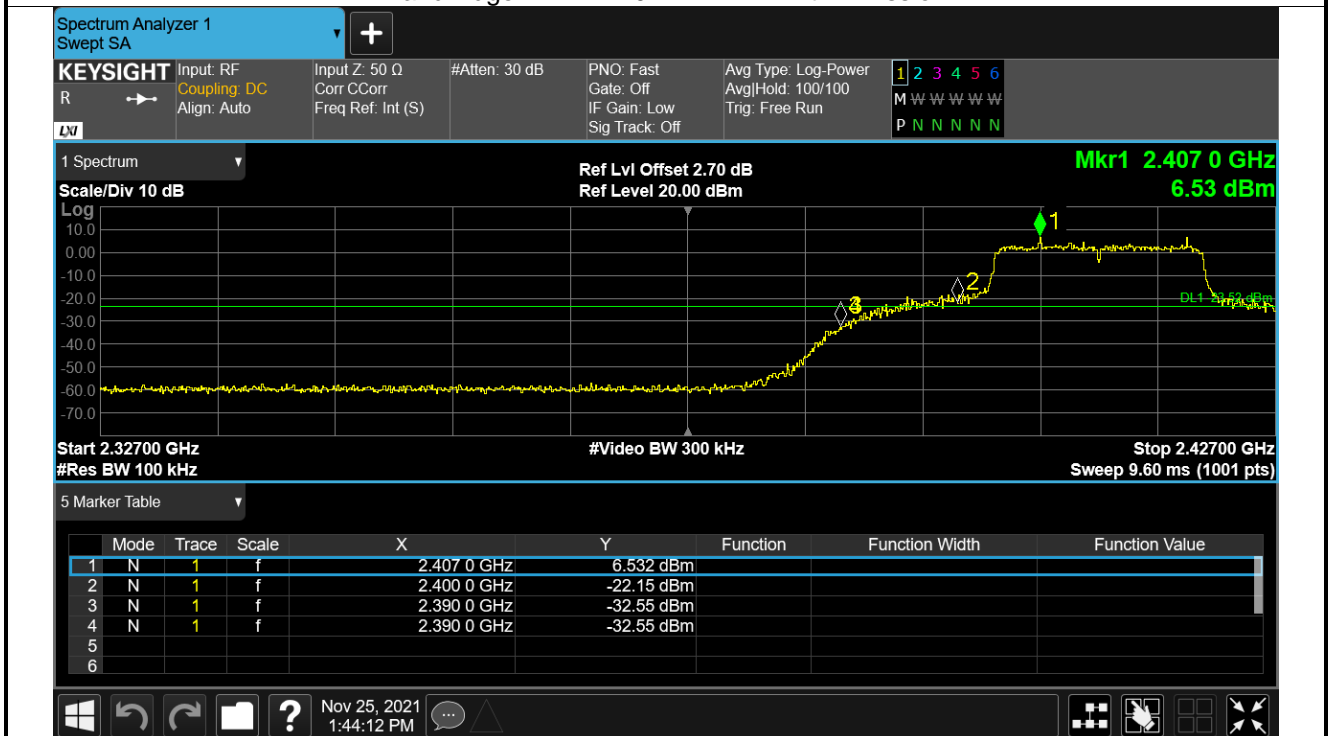 Spectrum Analyzer 1
Swept SA
KEYSIGHT Input: RF Input Z: 50 Ω #Atten: 30 dB PNO: Fast Avg Type: Log-Power 1 2 3 4 5 6
R Coupling: DC Corr CCorr Gate: Off Avg|Hold: 100/100 M W W W W W
Align: Auto Freq Ref: Int (S) IF Gain: Low Trig: Free Run
LXI Sig Track: Off P N N N N N
1 Spectrum Ref Lvl Offset 2.70 dB Mkr1 2.407 0 GHz
Scale/Div 10 dB Ref Level 20.00 dBm 6.53 dBm
Log
1
10.0
0.00
-10.0
2
-20.0
DL1 -23.52 dBm
-30.0
-40.0
-50.0
-60.0
-70.0
Start 2.32700 GHz #Video BW 300 kHz Stop 2.42700 GHz
#Res BW 100 kHz Sweep 9.60 ms (1001 pts)
5 Marker Table
Mode Trace Scale X Y Function Function Width Function Value
1 N 1 f 2.407 0 GHz 6.532 dBm
2 N 1 f 2.400 0 GHz -22.15 dBm
3 N 1 f 2.390 0 GHz -32.55 dBm
4 N 1 f 2.390 0 GHz -32.55 dBm
5
6
? Nov 25, 2021
1:44:12 PM